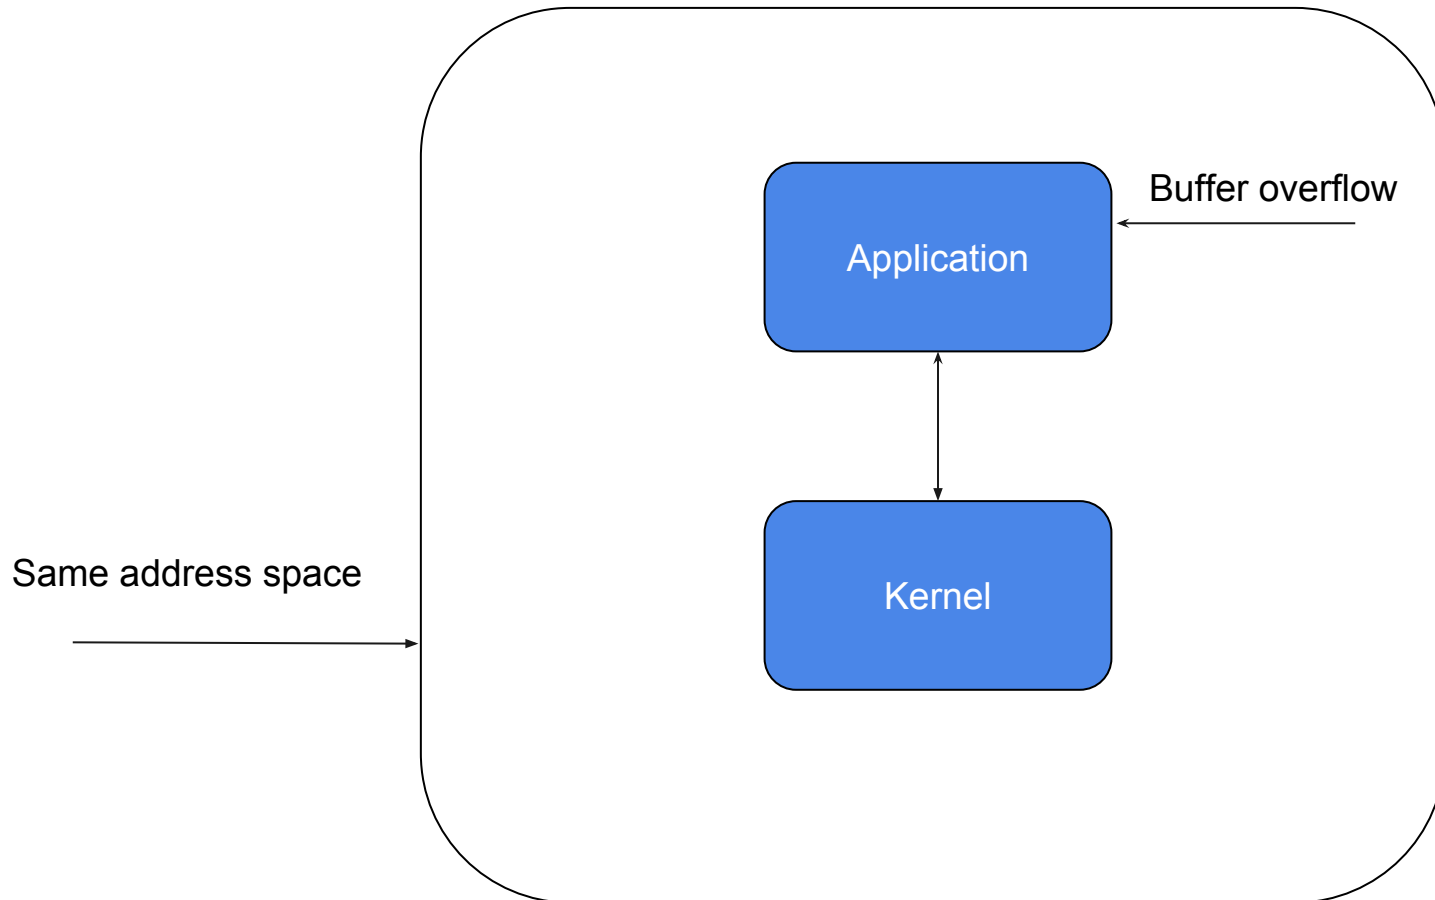 Buffer overflow
Application
Same address space
Kernel